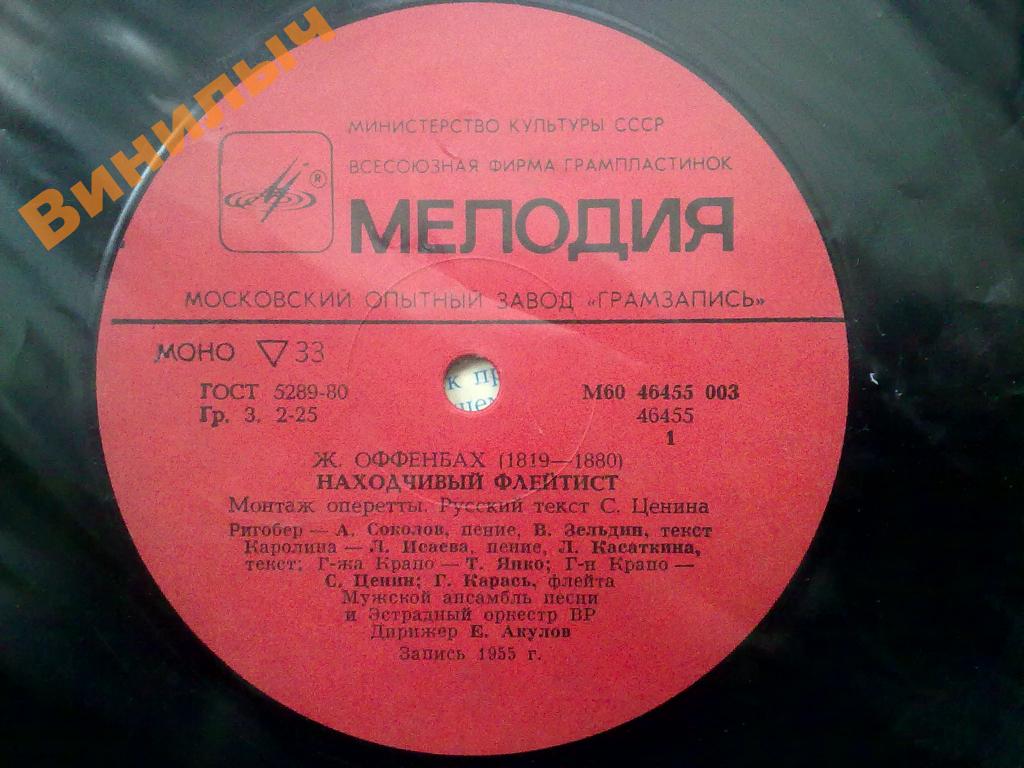 Винилыч
МИНИСТЕРСТВО КУЛЬТУРЫ СССР
ВСЕСОЮЗНАЯ ФИРМА ГРАМПЛАСТИНОК
®
МЕЛОДИЯ
МОСКОВСКИЙ ОПЫТНЫЙ ЗАВОД «ГРАМЗАПИСЬ»
МОНО ▽ 33
ГОСТ 5289-80
Гр. 3. 2-25
М60 46455 003
46455
1
к пр
Ж. ОФФЕНБАХ (1819—1880)
НАХОДЧИВЫЙ ФЛЕЙТИСТ
Монтаж оперетты. Русский текст С. Ценина
Ригобер — А. Соколов, пение, В. Зельдин, текст
Каролина — Л. Исаева, пение, Л. Касаткина,
текст; Г-жа Крапо — Т. Янко; Г-н Крапо —
С. Ценин; Г. Карась, флейта
Мужской ансамбль песни
и Эстрадный оркестр ВР
Дирижер Е. Акулов
Запись 1955 г.